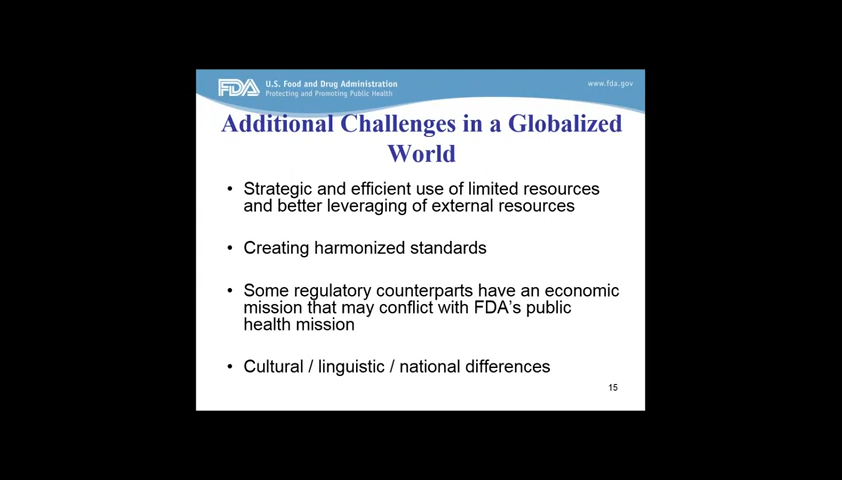 FDA U.S. Food and Drug Administration
Protecting and Promoting Public Health
www.fda.gov
Additional Challenges in a Globalized
World
• Strategic and efficient use of limited resources
and better leveraging of external resources
• Creating harmonized standards
• Some regulatory counterparts have an economic
mission that may conflict with FDA's public
health mission
• Cultural / linguistic / national differences
15